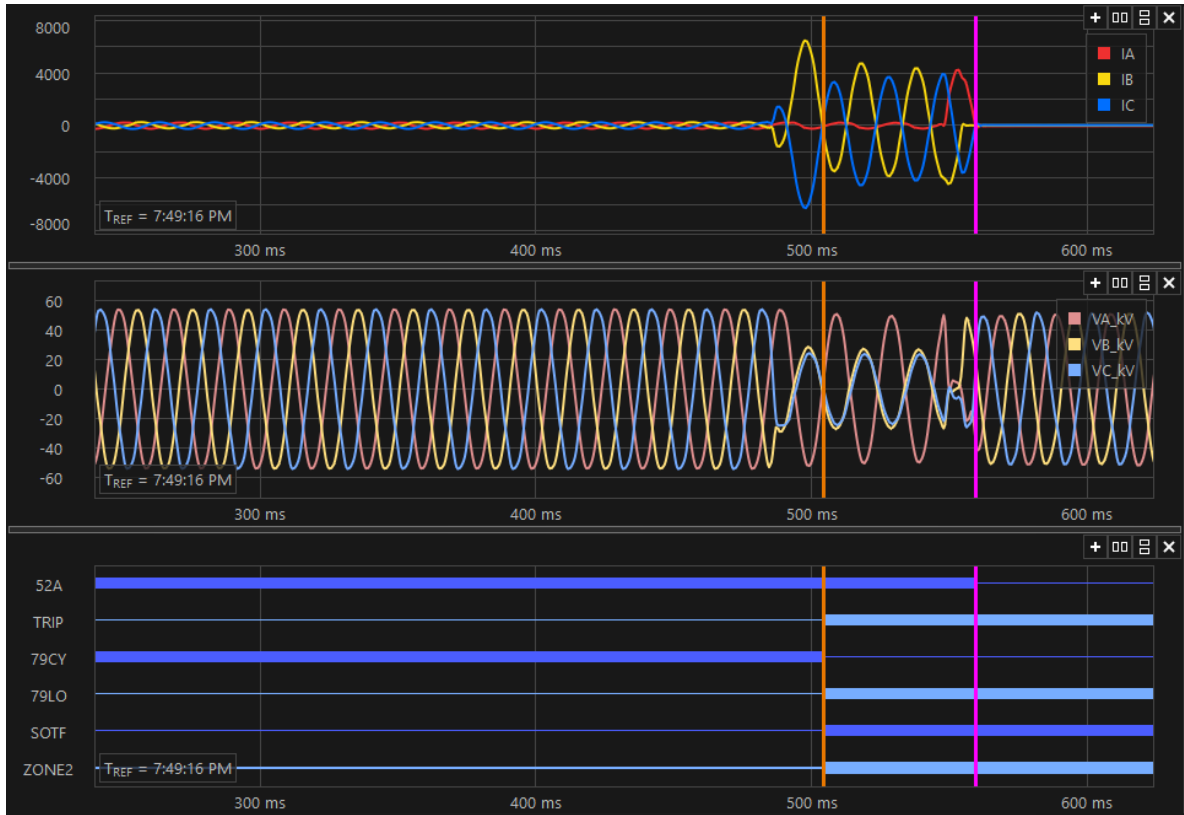 8000
4000
0
-4000
-8000
IA
IB
IC
TREF = 7:49:16 PM
300 ms
400 ms
500 ms
600 ms
60
40
20
0
-20
-40
-60
VA_kV
VB_kV
VC_kV
TREF = 7:49:16 PM
300 ms
400 ms
500 ms
600 ms
52A
TRIP
79CY
79LO
SOTF
ZONE2
TREF = 7:49:16 PM
300 ms
400 ms
500 ms
600 ms